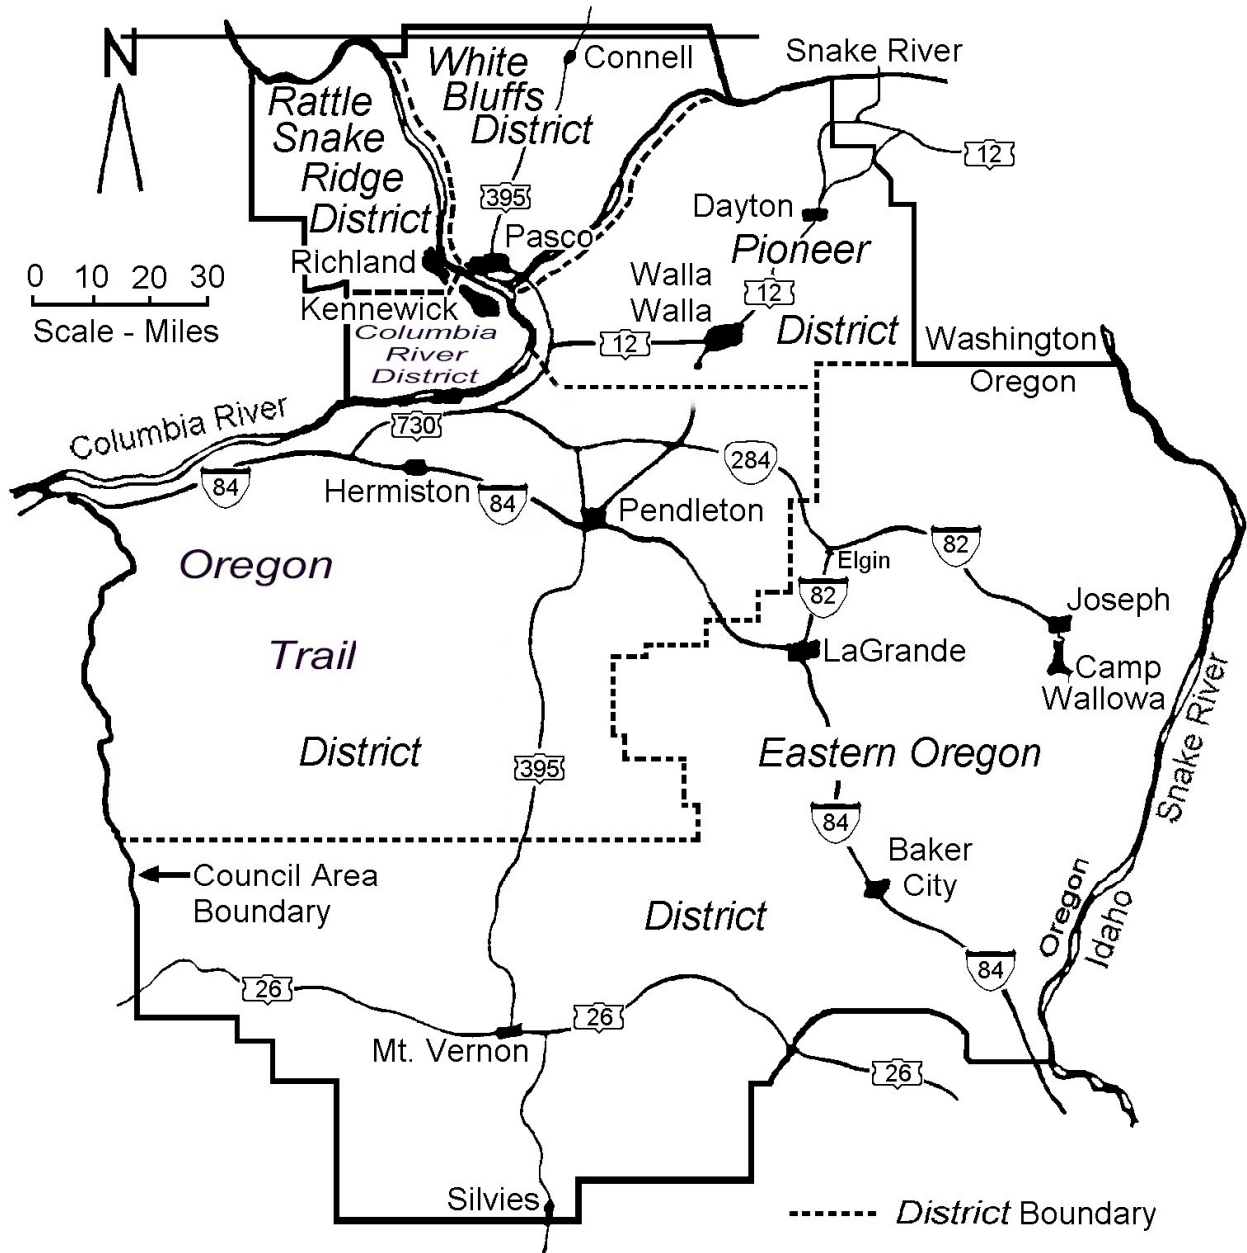 N
Connell
Snake River
White
Bluffs
District
Rattle
Snake
Ridge
District
12
395
Dayton
Pasco
Pioneer
Richland
Walla
Walla
0 10 20 30
Scale - Miles
12
Kennewick
District
Columbia
River
District
12
Washington
Oregon
Columbia River
730
284
84
Hermiston
84
Pendleton
82
Elgin
Oregon
82
Joseph
Trail
LaGrande
Camp
Wallowa
Snake River
District
395
Eastern Oregon
84
Baker
City
Council Area
Boundary
District
Oregon
Idaho
84
26
26
Mt. Vernon
26
Silvies
District Boundary